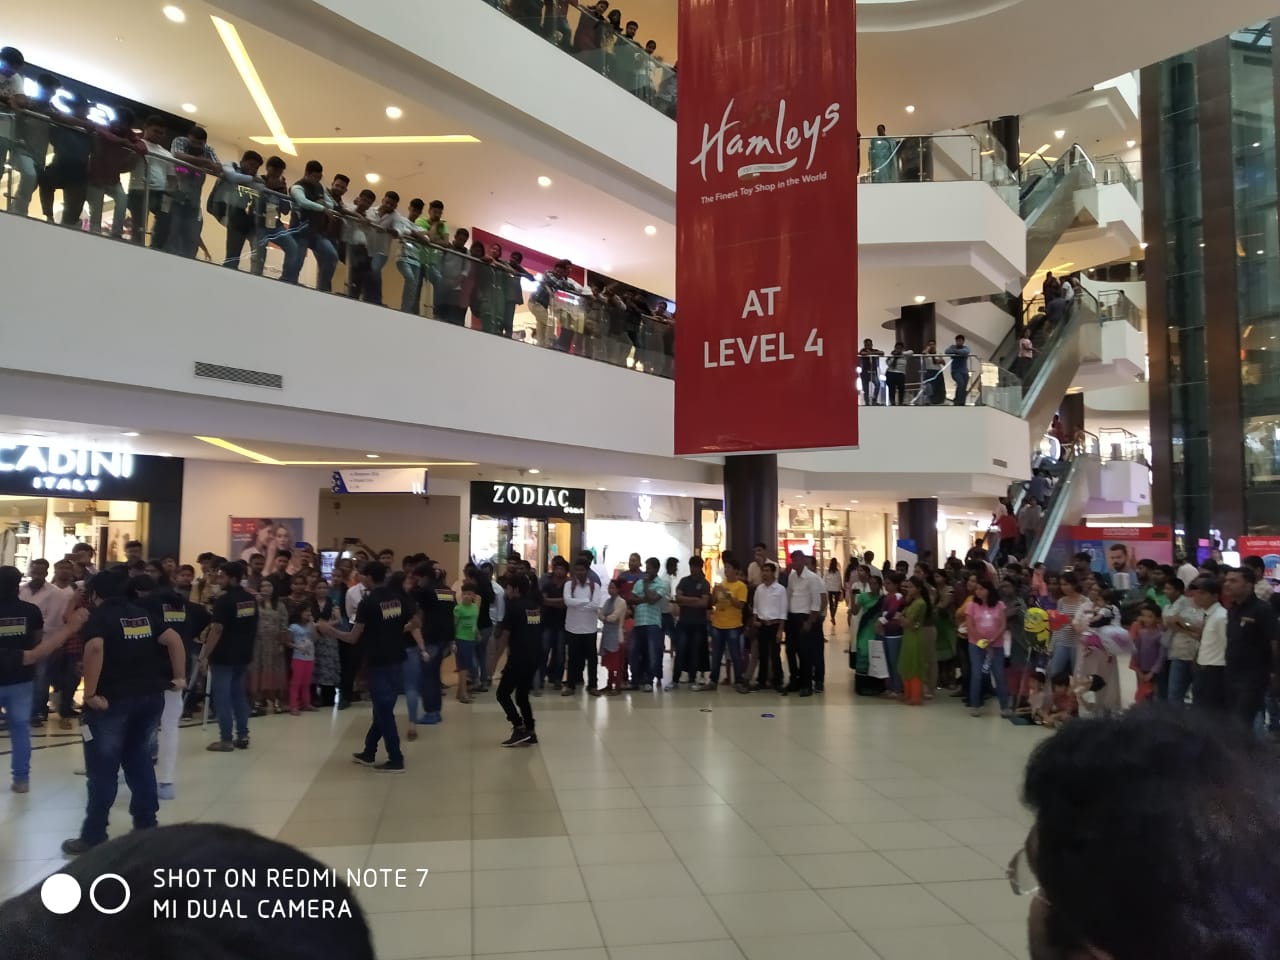 Hamleys
The Finest Toy Shop in the World
AT
LEVEL 4
CADINI
ITALY
ZODIAC
SHOT ON REDMI NOTE 7
MI DUAL CAMERA